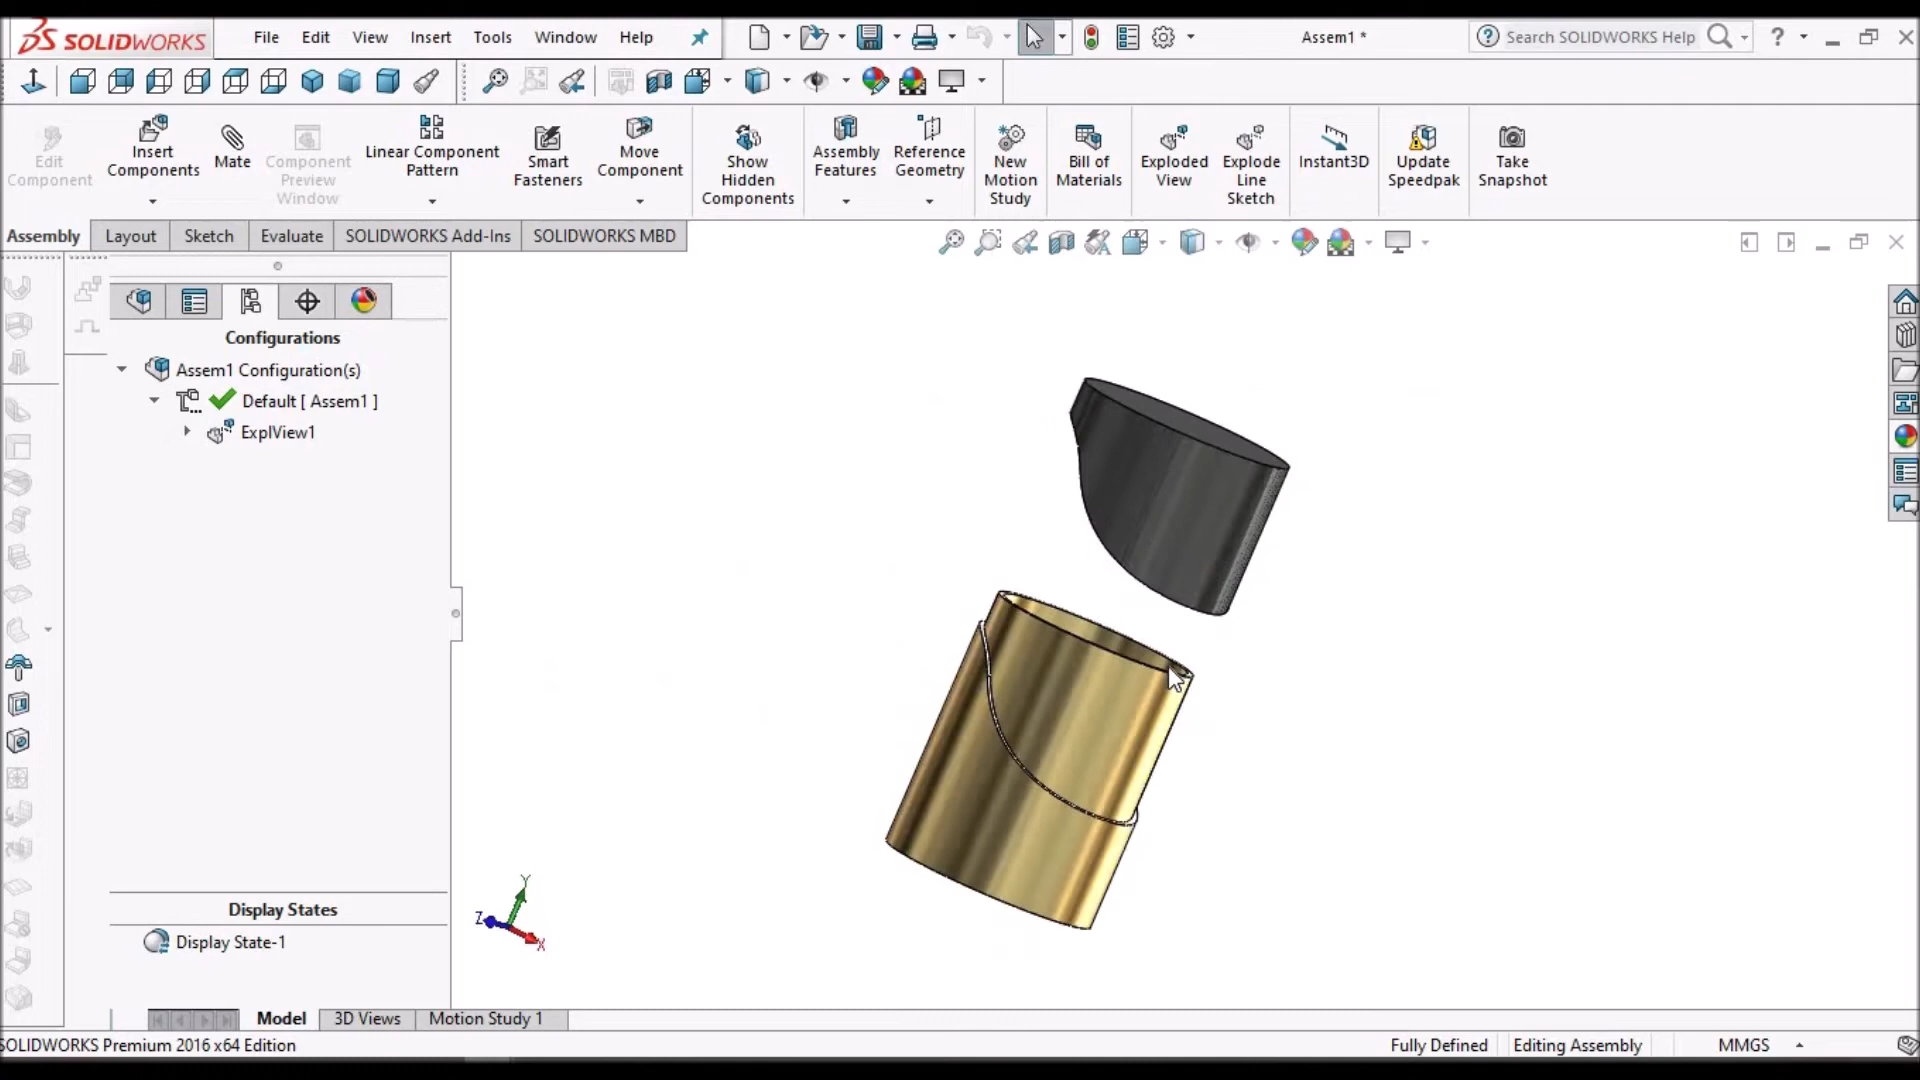 SOLIDWORKS File Edit View Insert Tools Window Help Assem1 * Search SOLIDWORKS Help ?
Edit Component
Insert Components
Mate
Component Preview Window
Linear Component Pattern
Smart Fasteners
Move Component
Show Hidden Components
Assembly Features
Reference Geometry
New Motion Study
Bill of Materials
Exploded View
Explode Line Sketch
Instant3D
Update Speedpak
Take Snapshot
Assembly Layout Sketch Evaluate SOLIDWORKS Add-Ins SOLIDWORKS MBD
Configurations
Assem1 Configuration(s)
Default [ Assem1 ]
ExplView1
Y
Z
X
Display States
Display State-1
Model 3D Views Motion Study 1
SOLIDWORKS Premium 2016 x64 Edition Fully Defined Editing Assembly MMGS